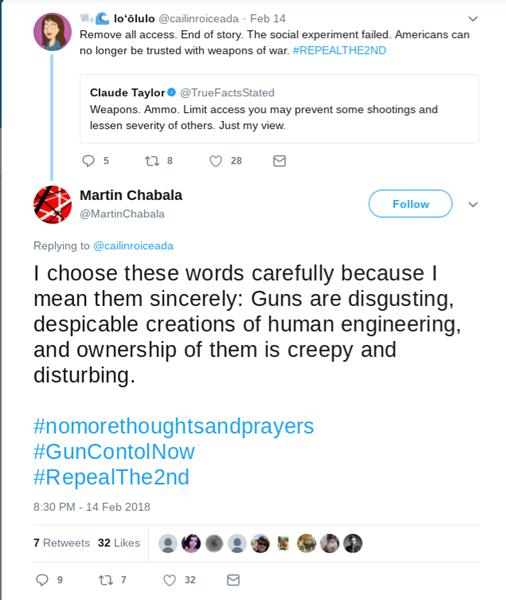 lo'ōlulo @cailinroiceada · Feb 14
Remove all access. End of story. The social experiment failed. Americans can
no longer be trusted with weapons of war. #REPEALTHE2ND
Claude Taylor @TrueFactsStated
Weapons. Ammo. Limit access you may prevent some shootings and
lessen severity of others. Just my view.
5 8 28
Martin Chabala
@MartinChabala
Follow
Replying to @cailinroiceada
I choose these words carefully because I
mean them sincerely: Guns are disgusting,
despicable creations of human engineering,
and ownership of them is creepy and
disturbing.
#nomorethoughtsandprayers
#GunContolNow
#RepealThe2nd
8:30 PM - 14 Feb 2018
7 Retweets 32 Likes
9 7 32